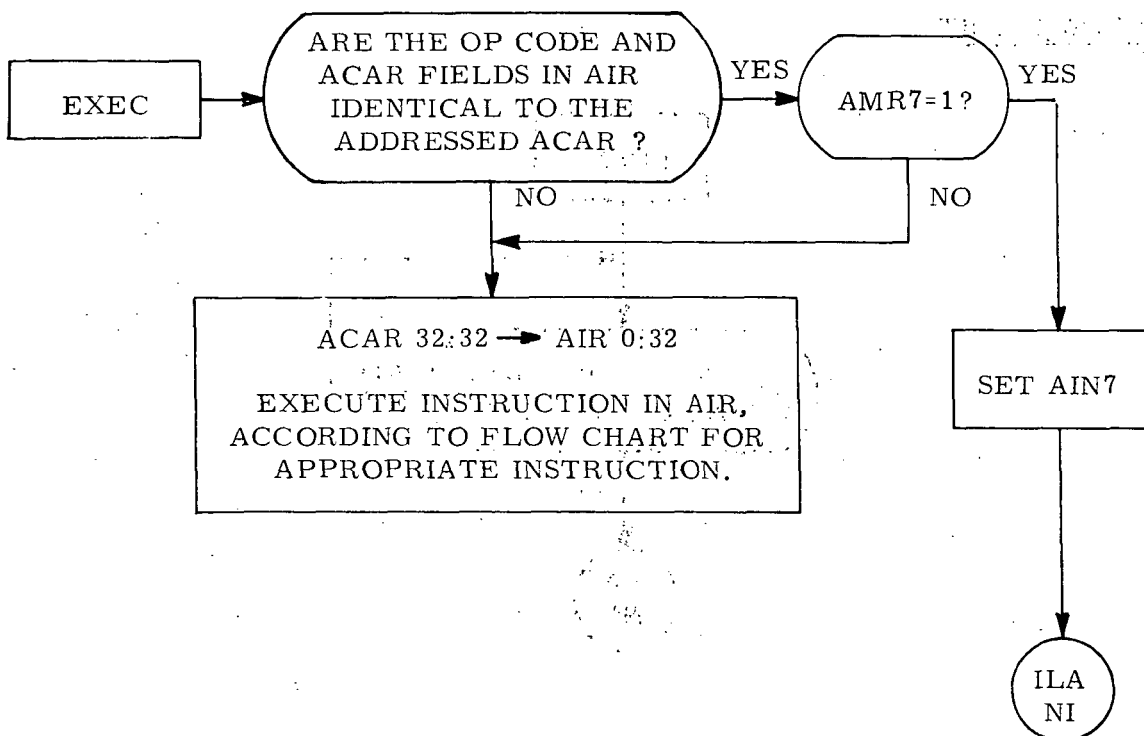 EXEC
ARE THE OP CODE AND
ACAR FIELDS IN AIR
IDENTICAL TO THE
ADDRESSED ACAR ?
YES
AMR7=1?
YES
NO
NO
ACAR 32:32 → AIR 0:32
EXECUTE INSTRUCTION IN AIR,
ACCORDING TO FLOW CHART FOR
APPROPRIATE INSTRUCTION.
SET AIN7
ILA
NI